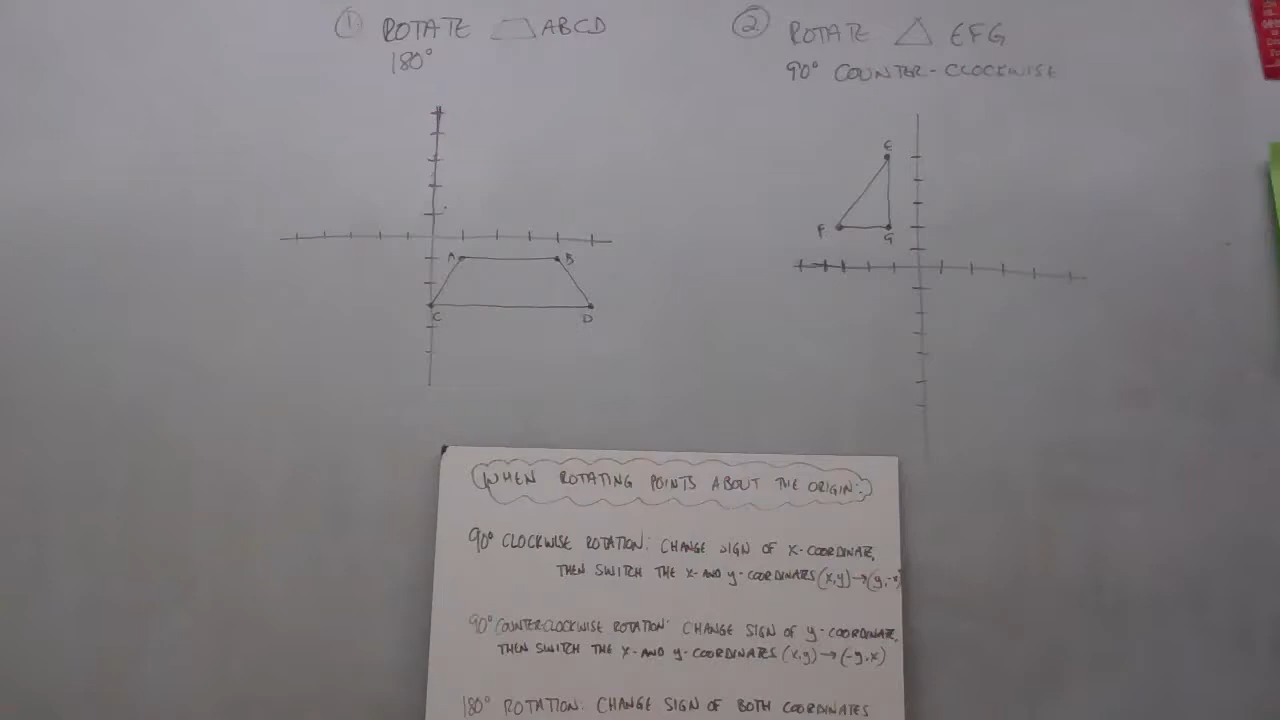 ① ROTATE ABCD
180°
② ROTATE △ EFG
90° COUNTER-CLOCKWISE
A
B
C
D
E
F
G
WHEN ROTATING POINTS ABOUT THE ORIGIN:
90° CLOCKWISE ROTATION: CHANGE SIGN OF X-COORDINATE,
THEN SWITCH THE X- AND y-COORDINATES (x,y)→(y,-x)
90° COUNTER-CLOCKWISE ROTATION: CHANGE SIGN OF y-COORDINATE,
THEN SWITCH THE X- AND y-COORDINATES (x,y)→(-y,x)
180° ROTATION: CHANGE SIGN OF BOTH COORDINATES